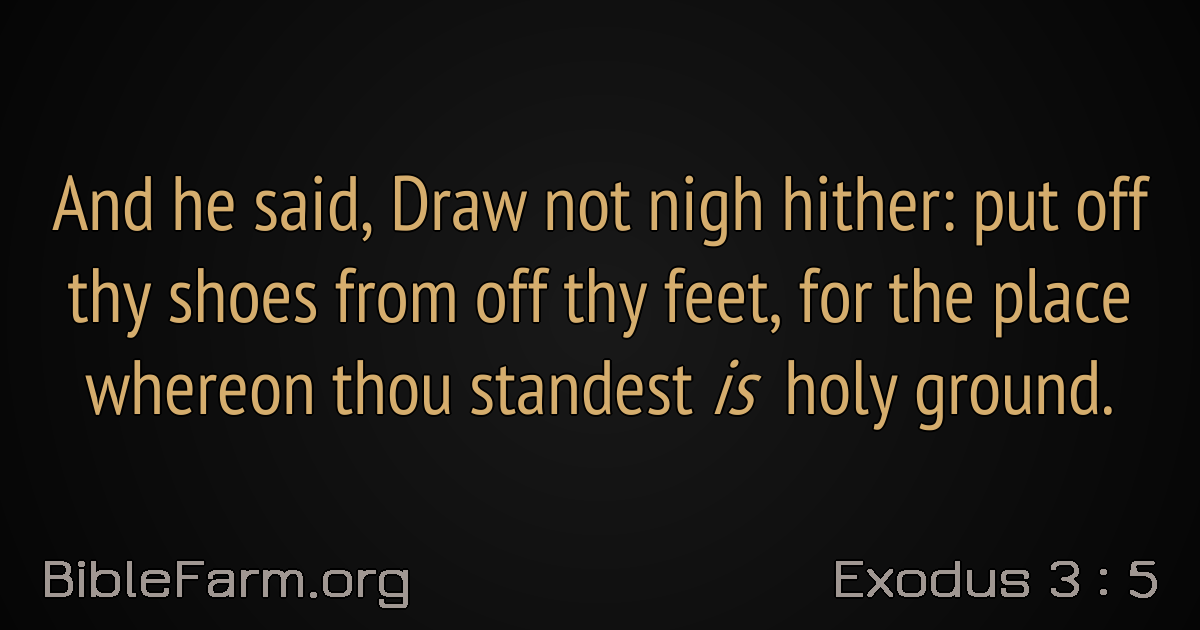 And he said, Draw not nigh hither: put off
thy shoes from off thy feet, for the place
whereon thou standest is holy ground.
BibleFarm.org
Exodus 3 : 5